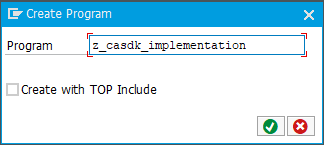 Create Program
Program z_casdk_implementation
Create with TOP Include